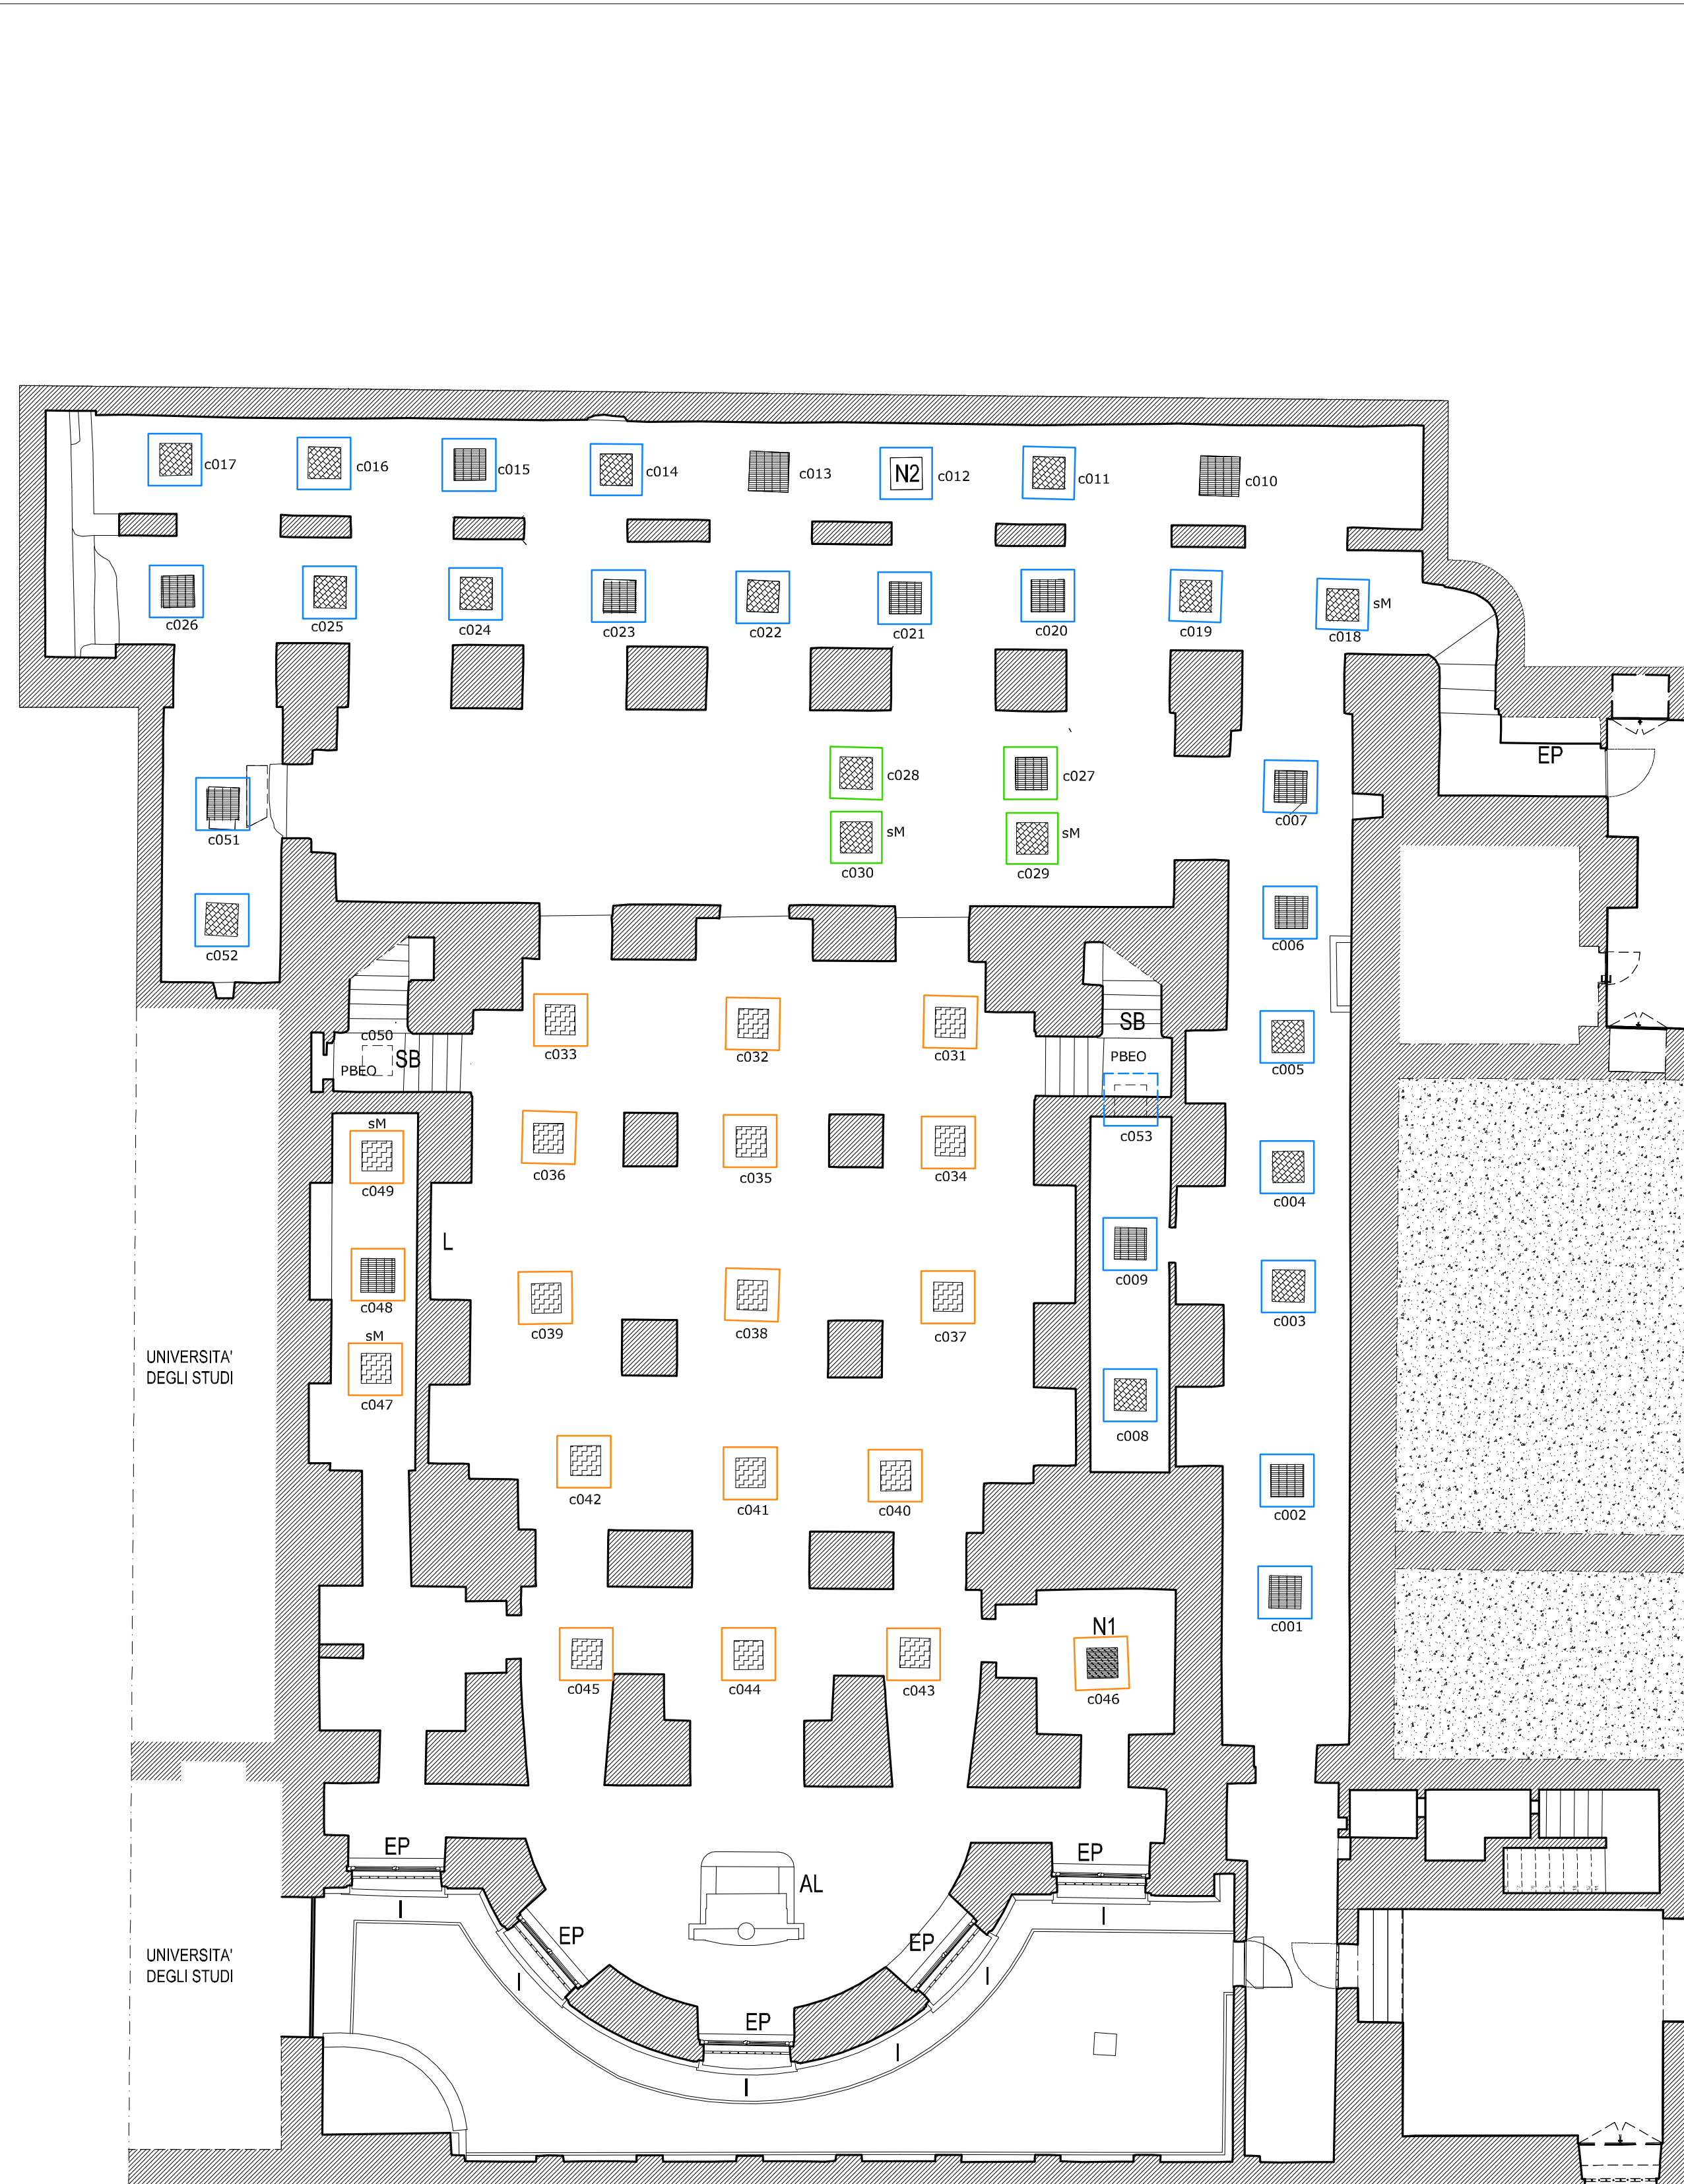 c017
c016
c015
c014
c013
N2
c012
c011
c010
c026
c025
c024
c023
c022
c021
c020
c019
sM
c018
EP
c028
c027
c007
c051
sM
c030
sM
c029
c006
c052
c050
SB
PBEO
c033
c032
c031
SB
PBEO
c005
c053
sM
c049
c036
c035
c034
c004
L
c048
c009
c003
sM
c047
c039
c038
c037
UNIVERSITA'
DEGLI STUDI
c008
c042
c041
c040
c002
c001
N1
c045
c044
c043
c046
EP
EP
AL
I
I
EP
EP
I
I
UNIVERSITA'
DEGLI STUDI
EP
I
I